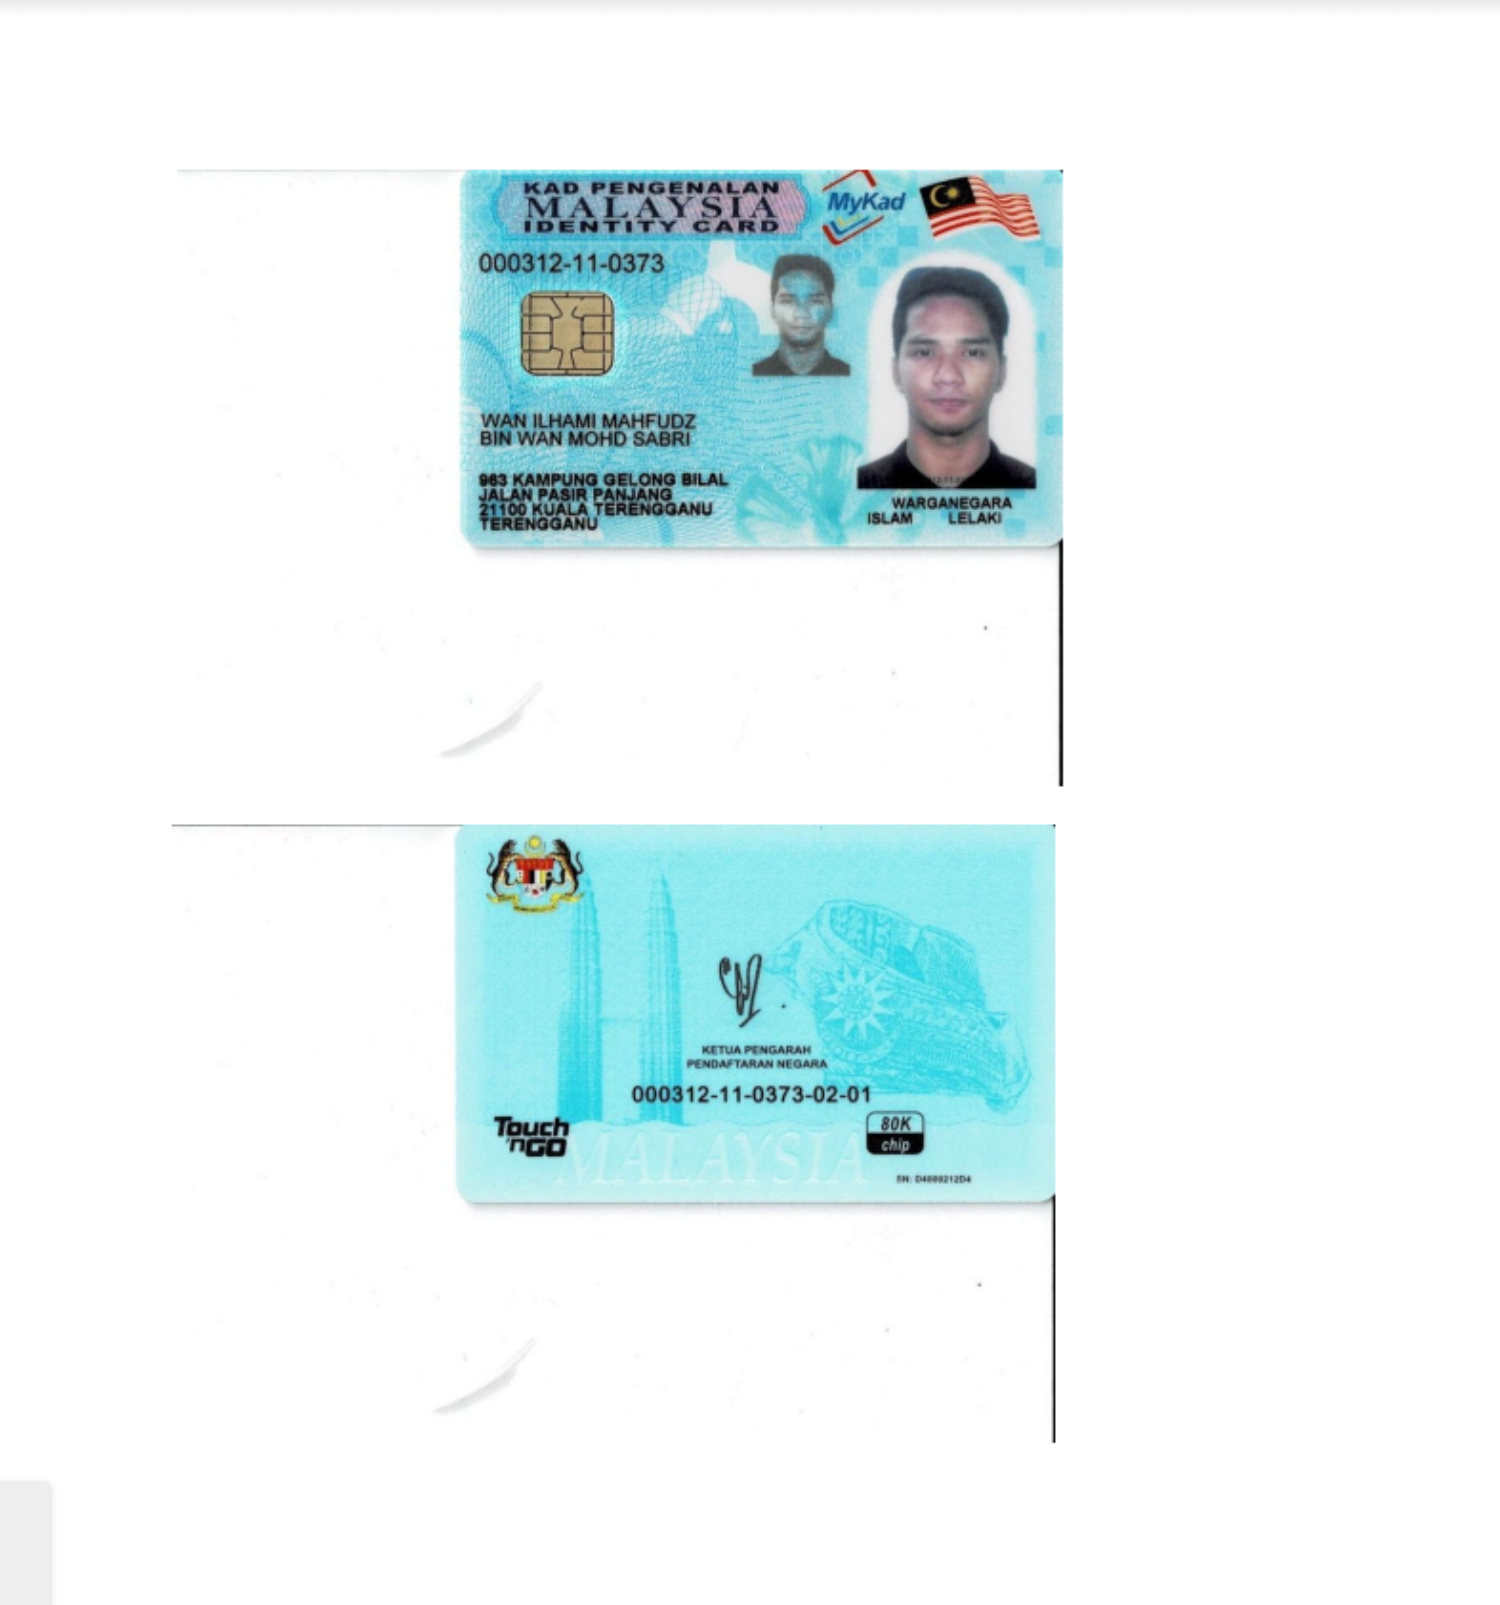 KAD PENGENALAN
MALAYSIA
IDENTITY CARD
MyKad
000312-11-0373
WAN ILHAMI MAHFUDZ
BIN WAN MOHD SABRI
963 KAMPUNG GELONG BILAL
JALAN PASIR PANJANG
21100 KUALA TERENGGANU
TERENGGANU
WARGANEGARA
ISLAM LELAKI
KETUA PENGARAH
PENDAFTARAN NEGARA
000312-11-0373-02-01
Touch
'nGO
80K
chip
MALAYSIA